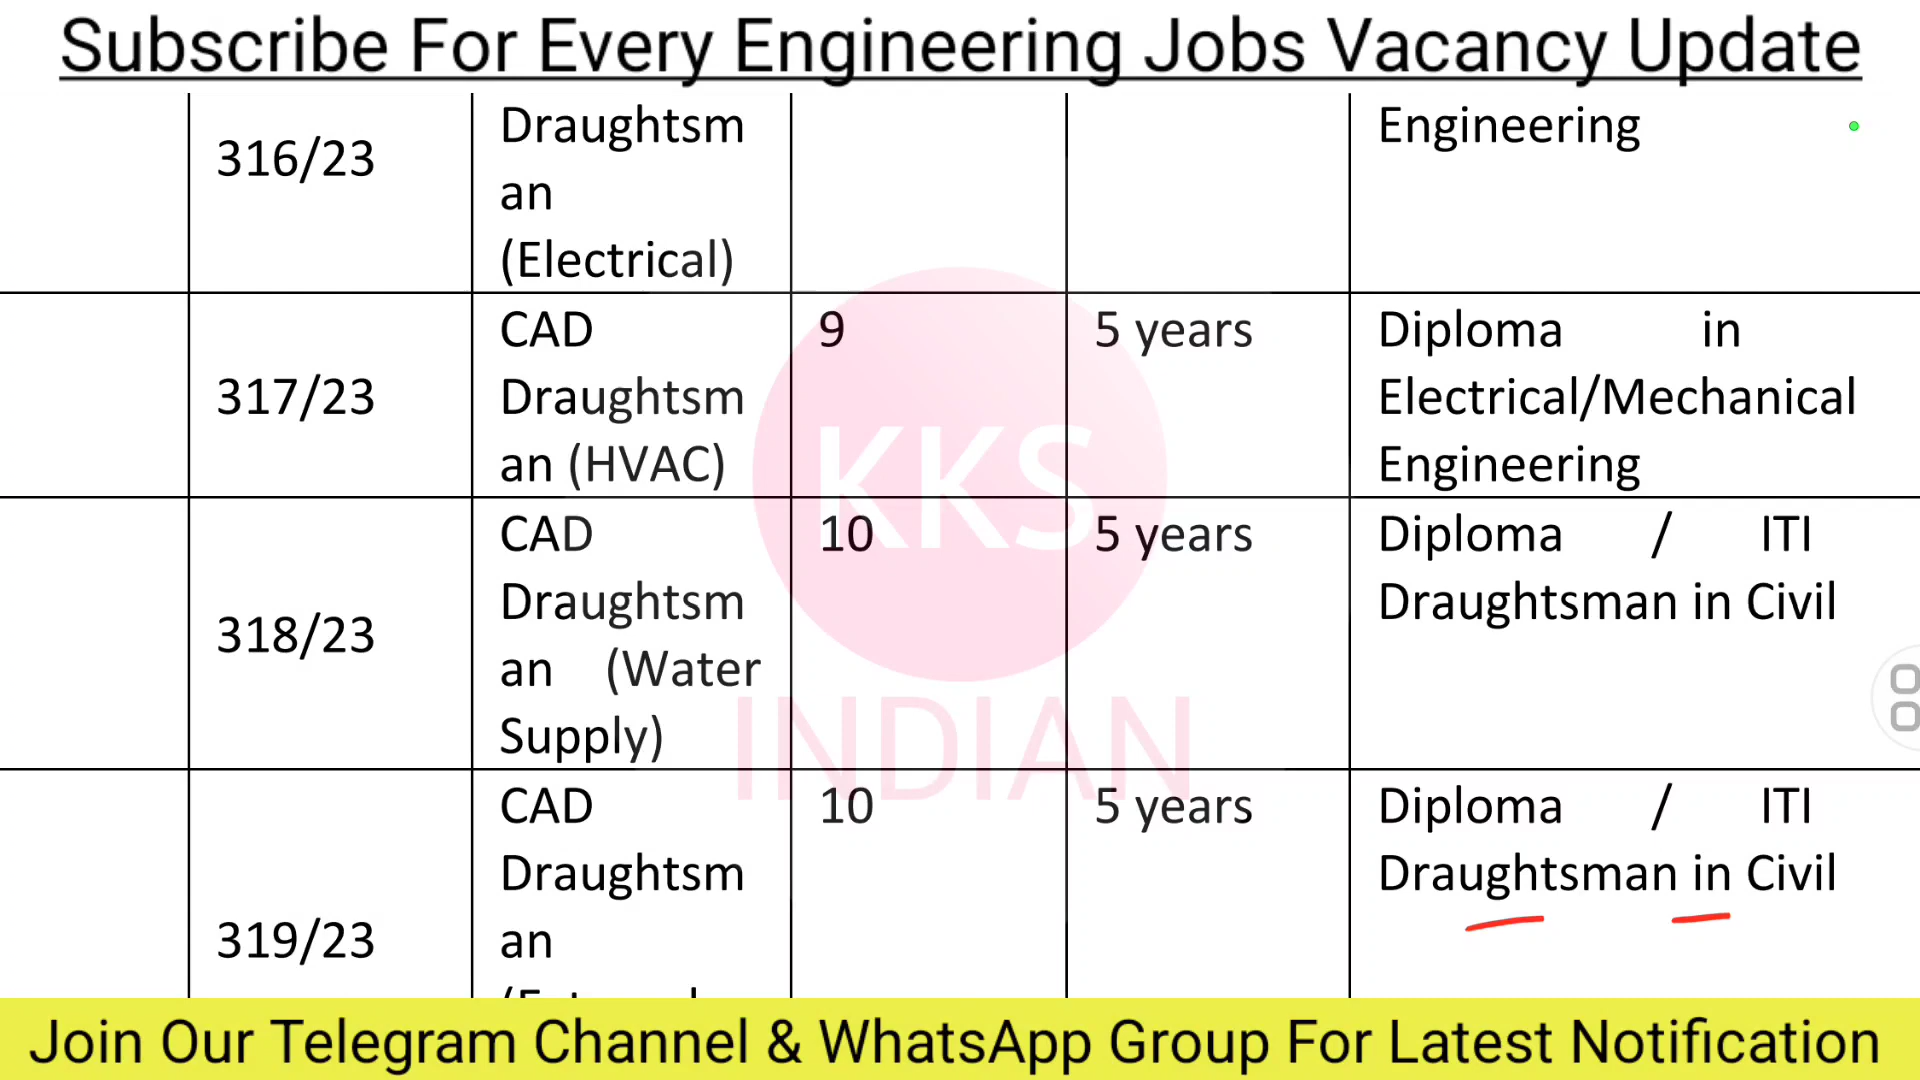 Subscribe For Every Engineering Jobs Vacancy Update
316/23
Draughtsm
an
(Electrical)
Engineering
317/23
CAD
Draughtsm
an (HVAC)
9
5 years
Diploma in
Electrical/Mechanical
Engineering
318/23
CAD
Draughtsm
an (Water
Supply)
10
5 years
Diploma / ITI
Draughtsman in Civil
319/23
CAD
Draughtsm
an
10
5 years
Diploma / ITI
Draughtsman in Civil
KKS
INDIAN
Join Our Telegram Channel & WhatsApp Group For Latest Notification